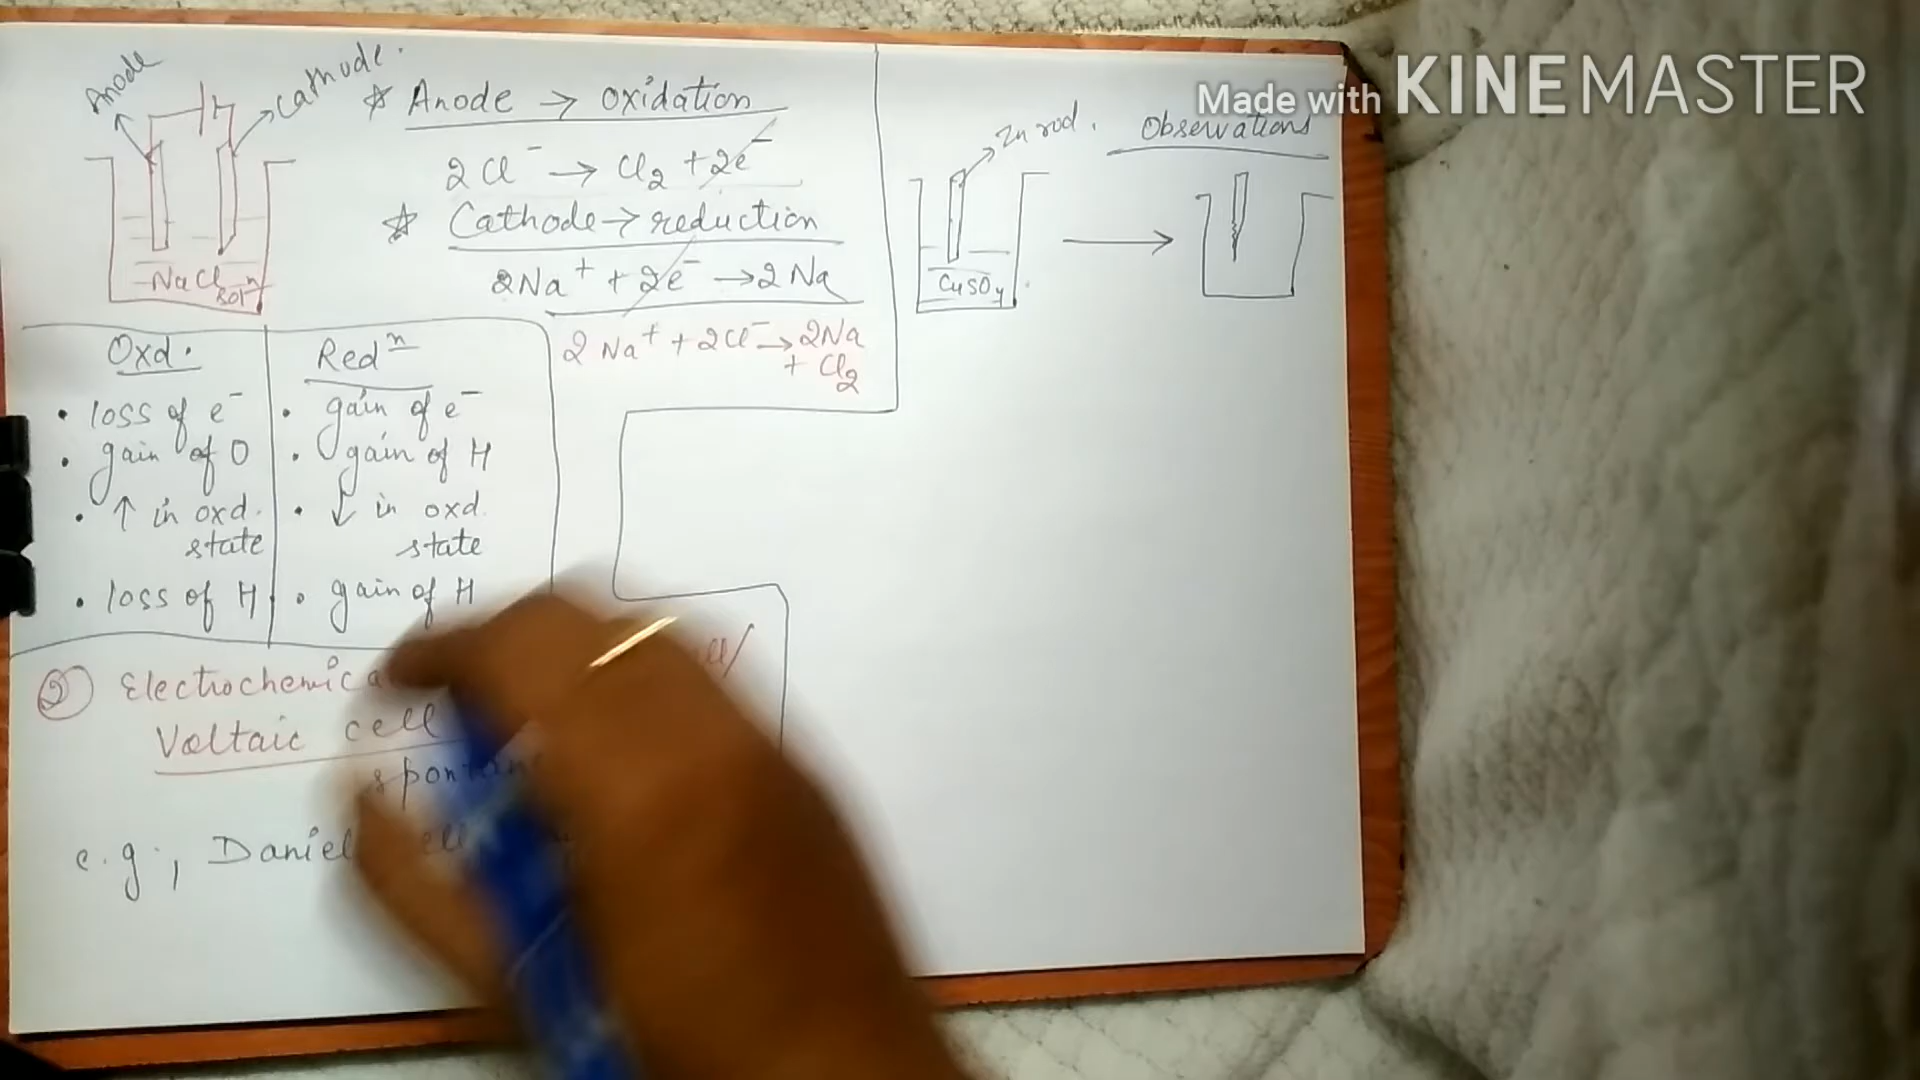 Made with KINEMASTER
Anode
Cathode.
NaCl
soln
☆ Anode → oxidation
2Cl⁻ → Cl₂ + 2e⁻
☆ Cathode → reduction
2Na⁺ + 2e⁻ → 2Na
2Na⁺ + 2Cl⁻ → 2Na
+ Cl₂
Zn rod.
Observations
CuSO₄
Oxd.
• loss of e⁻
• gain of O
• ↑ in oxd.
state
• loss of H
Redⁿ
• gain of e⁻
• gain of H
• ↓ in oxd.
state
• gain of H
② Electrochemica
Voltaic cell
e.g.,